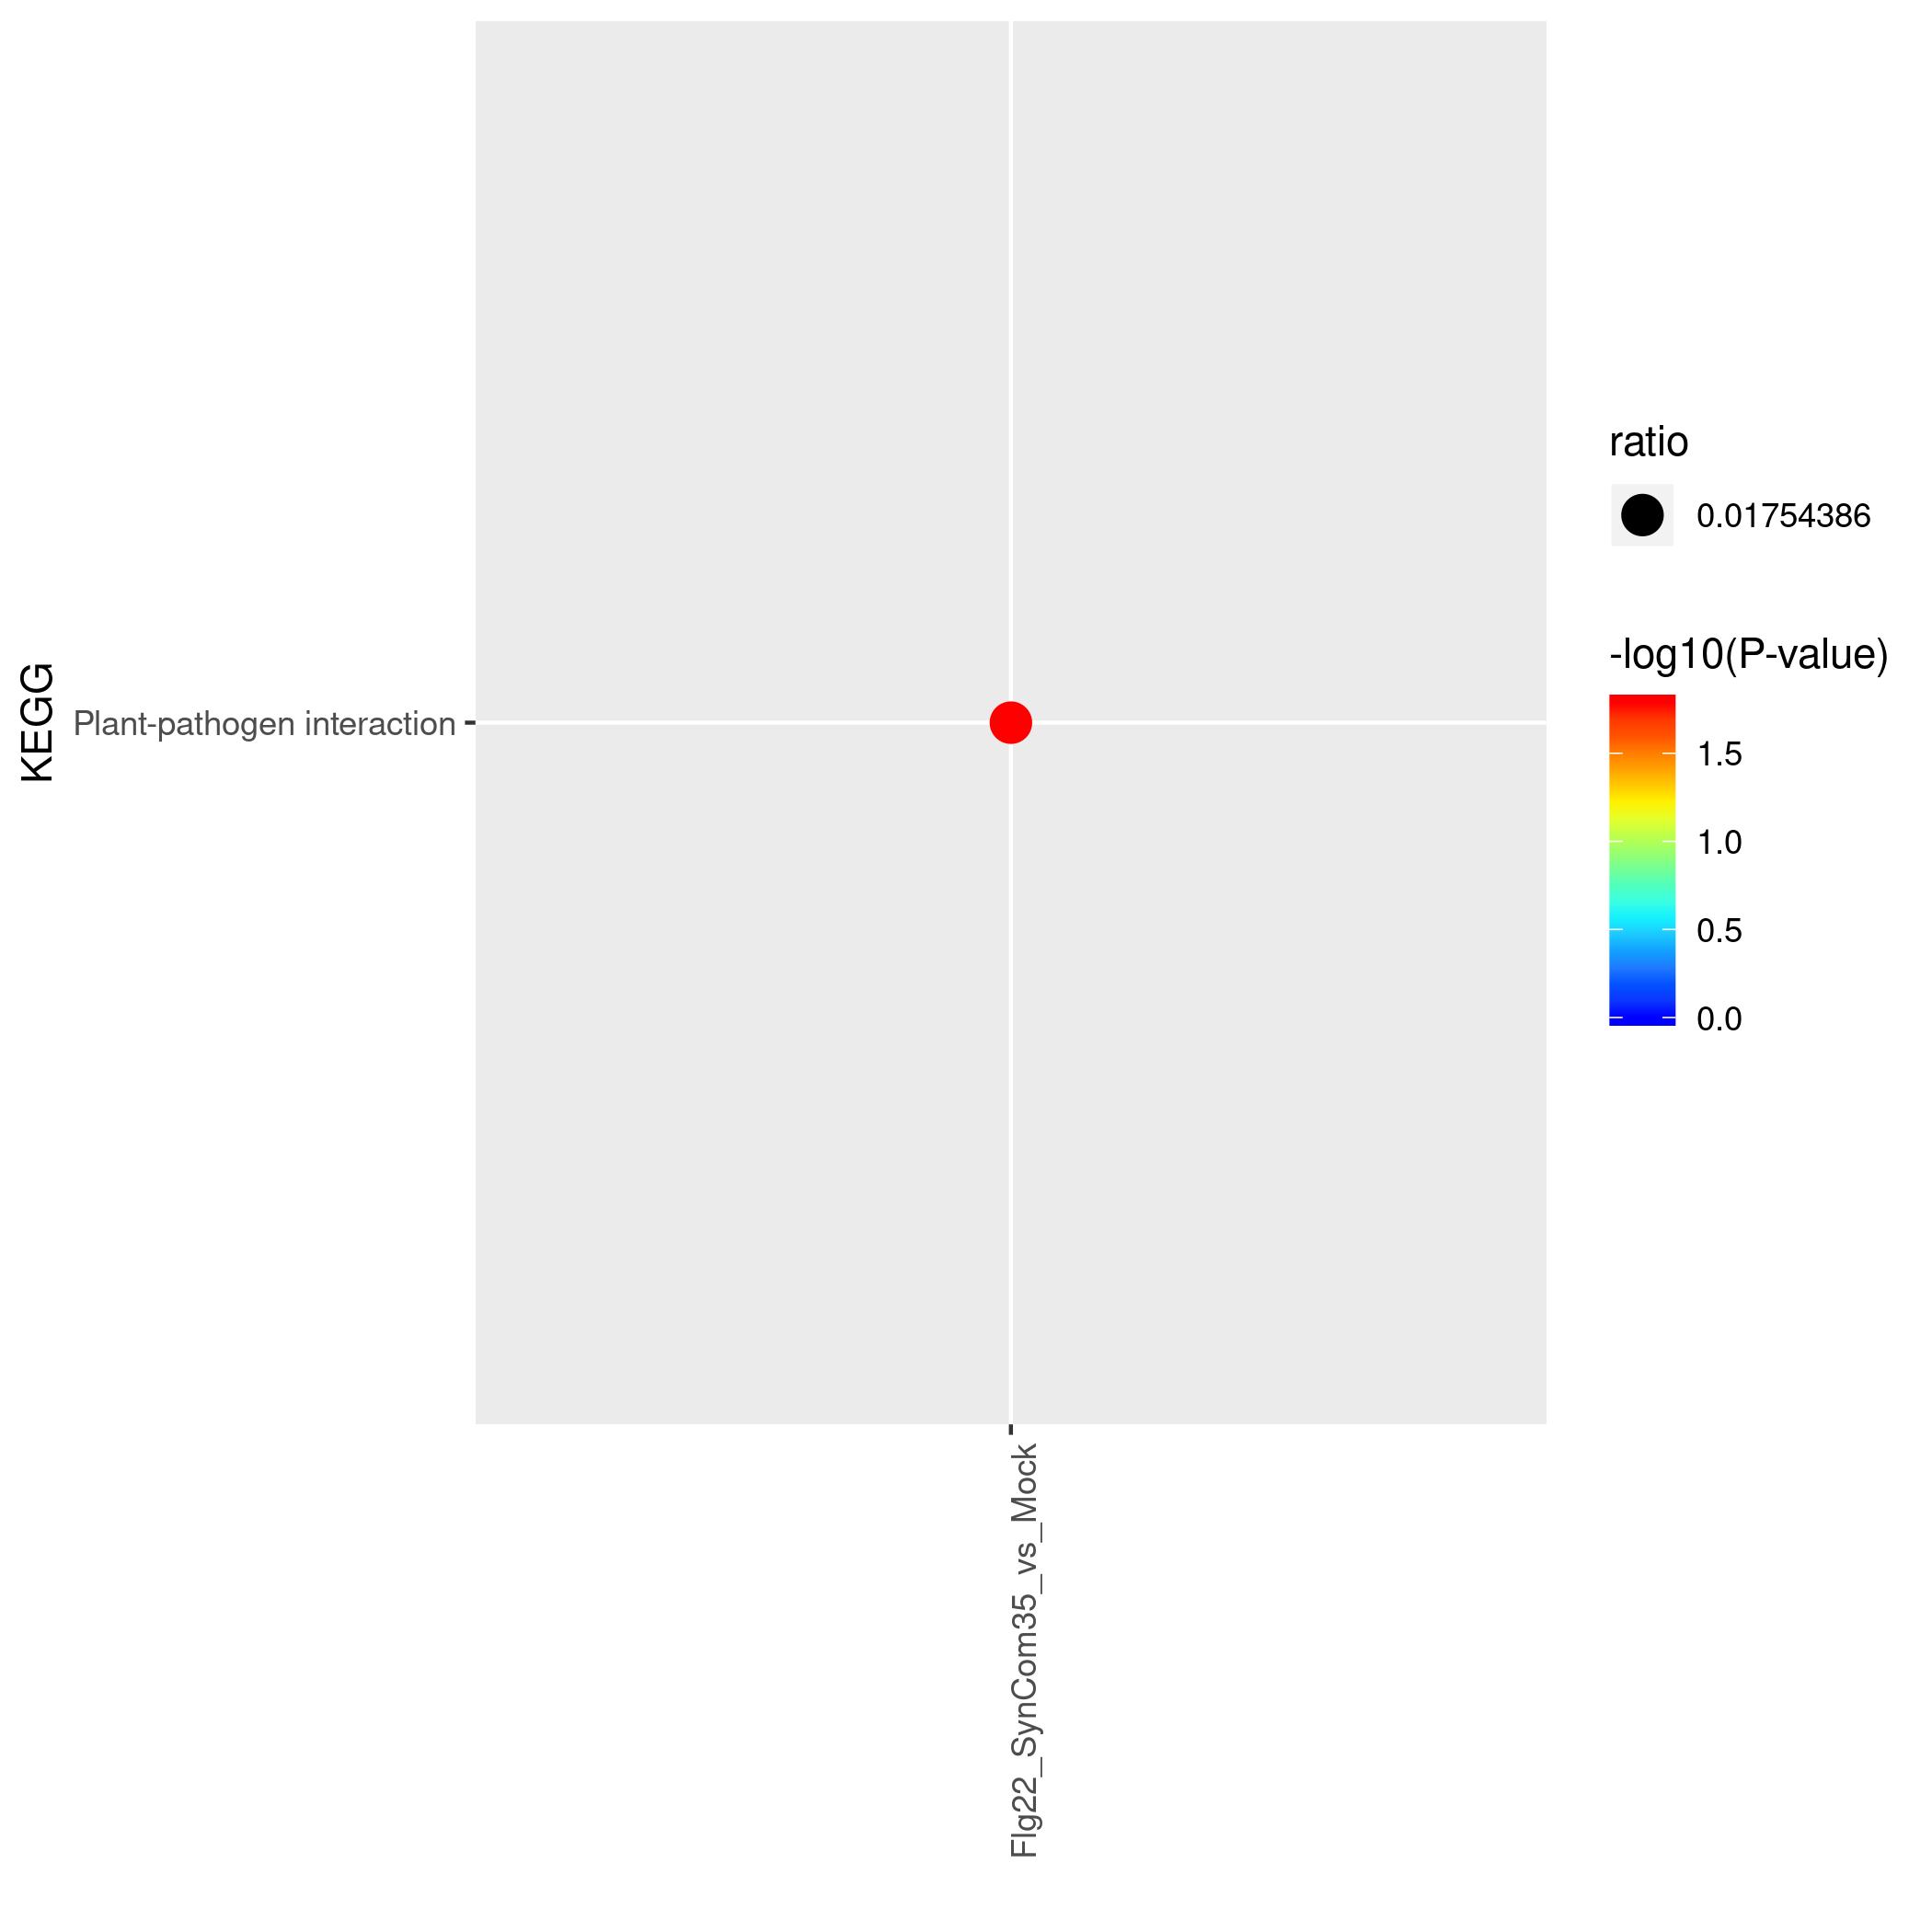 KEGG
Plant-pathogen interaction
Flg22_SynCom35_vs_Mock
ratio
0.01754386
-log10(P-value)
1.5
1.0
0.5
0.0